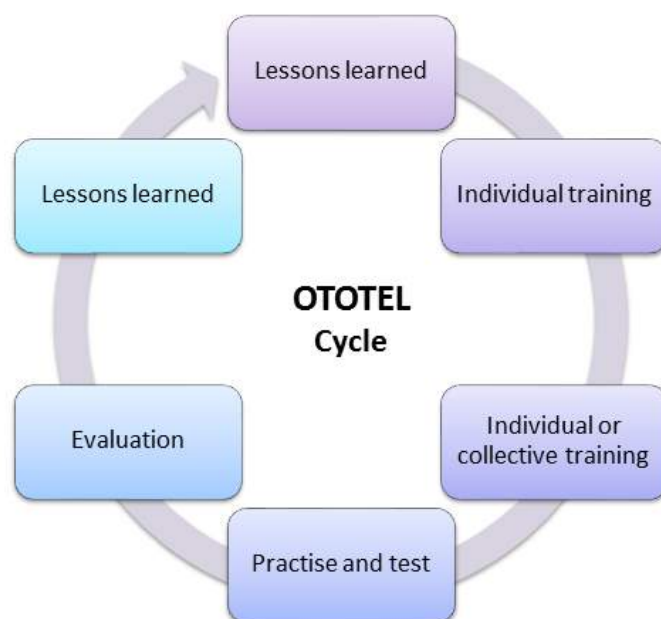 Lessons learned
Individual training
Individual or
collective training
Practise and test
Evaluation
Lessons learned
OTOTEL
Cycle